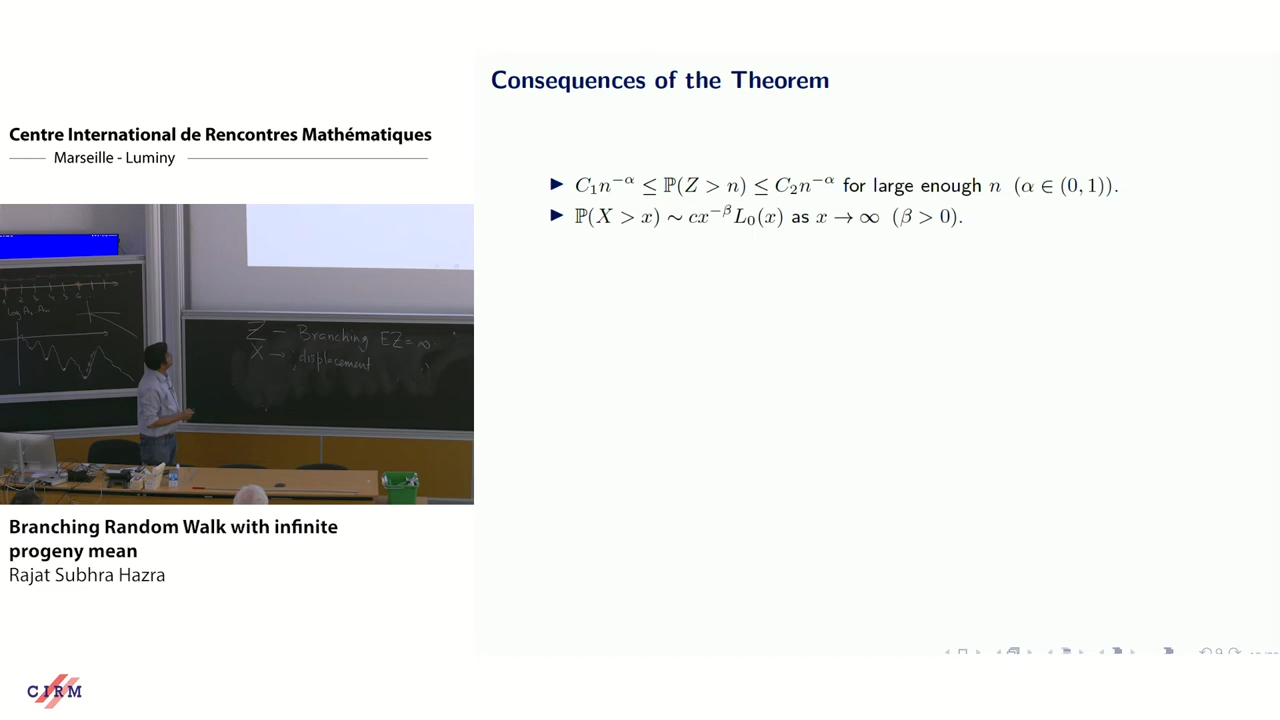 Consequences of the Theorem
Centre International de Rencontres Mathématiques
Marseille - Luminy
► C₁n^{−α} ≤ ℙ(Z > n) ≤ C₂n^{−α} for large enough n (α ∈ (0, 1)).
► ℙ(X > x) ∼ cx^{−β}L₀(x) as x → ∞ (β > 0).
Z – Branching EZ = ∞
X → displacement
Branching Random Walk with infinite
progeny mean
Rajat Subhra Hazra
CIRM